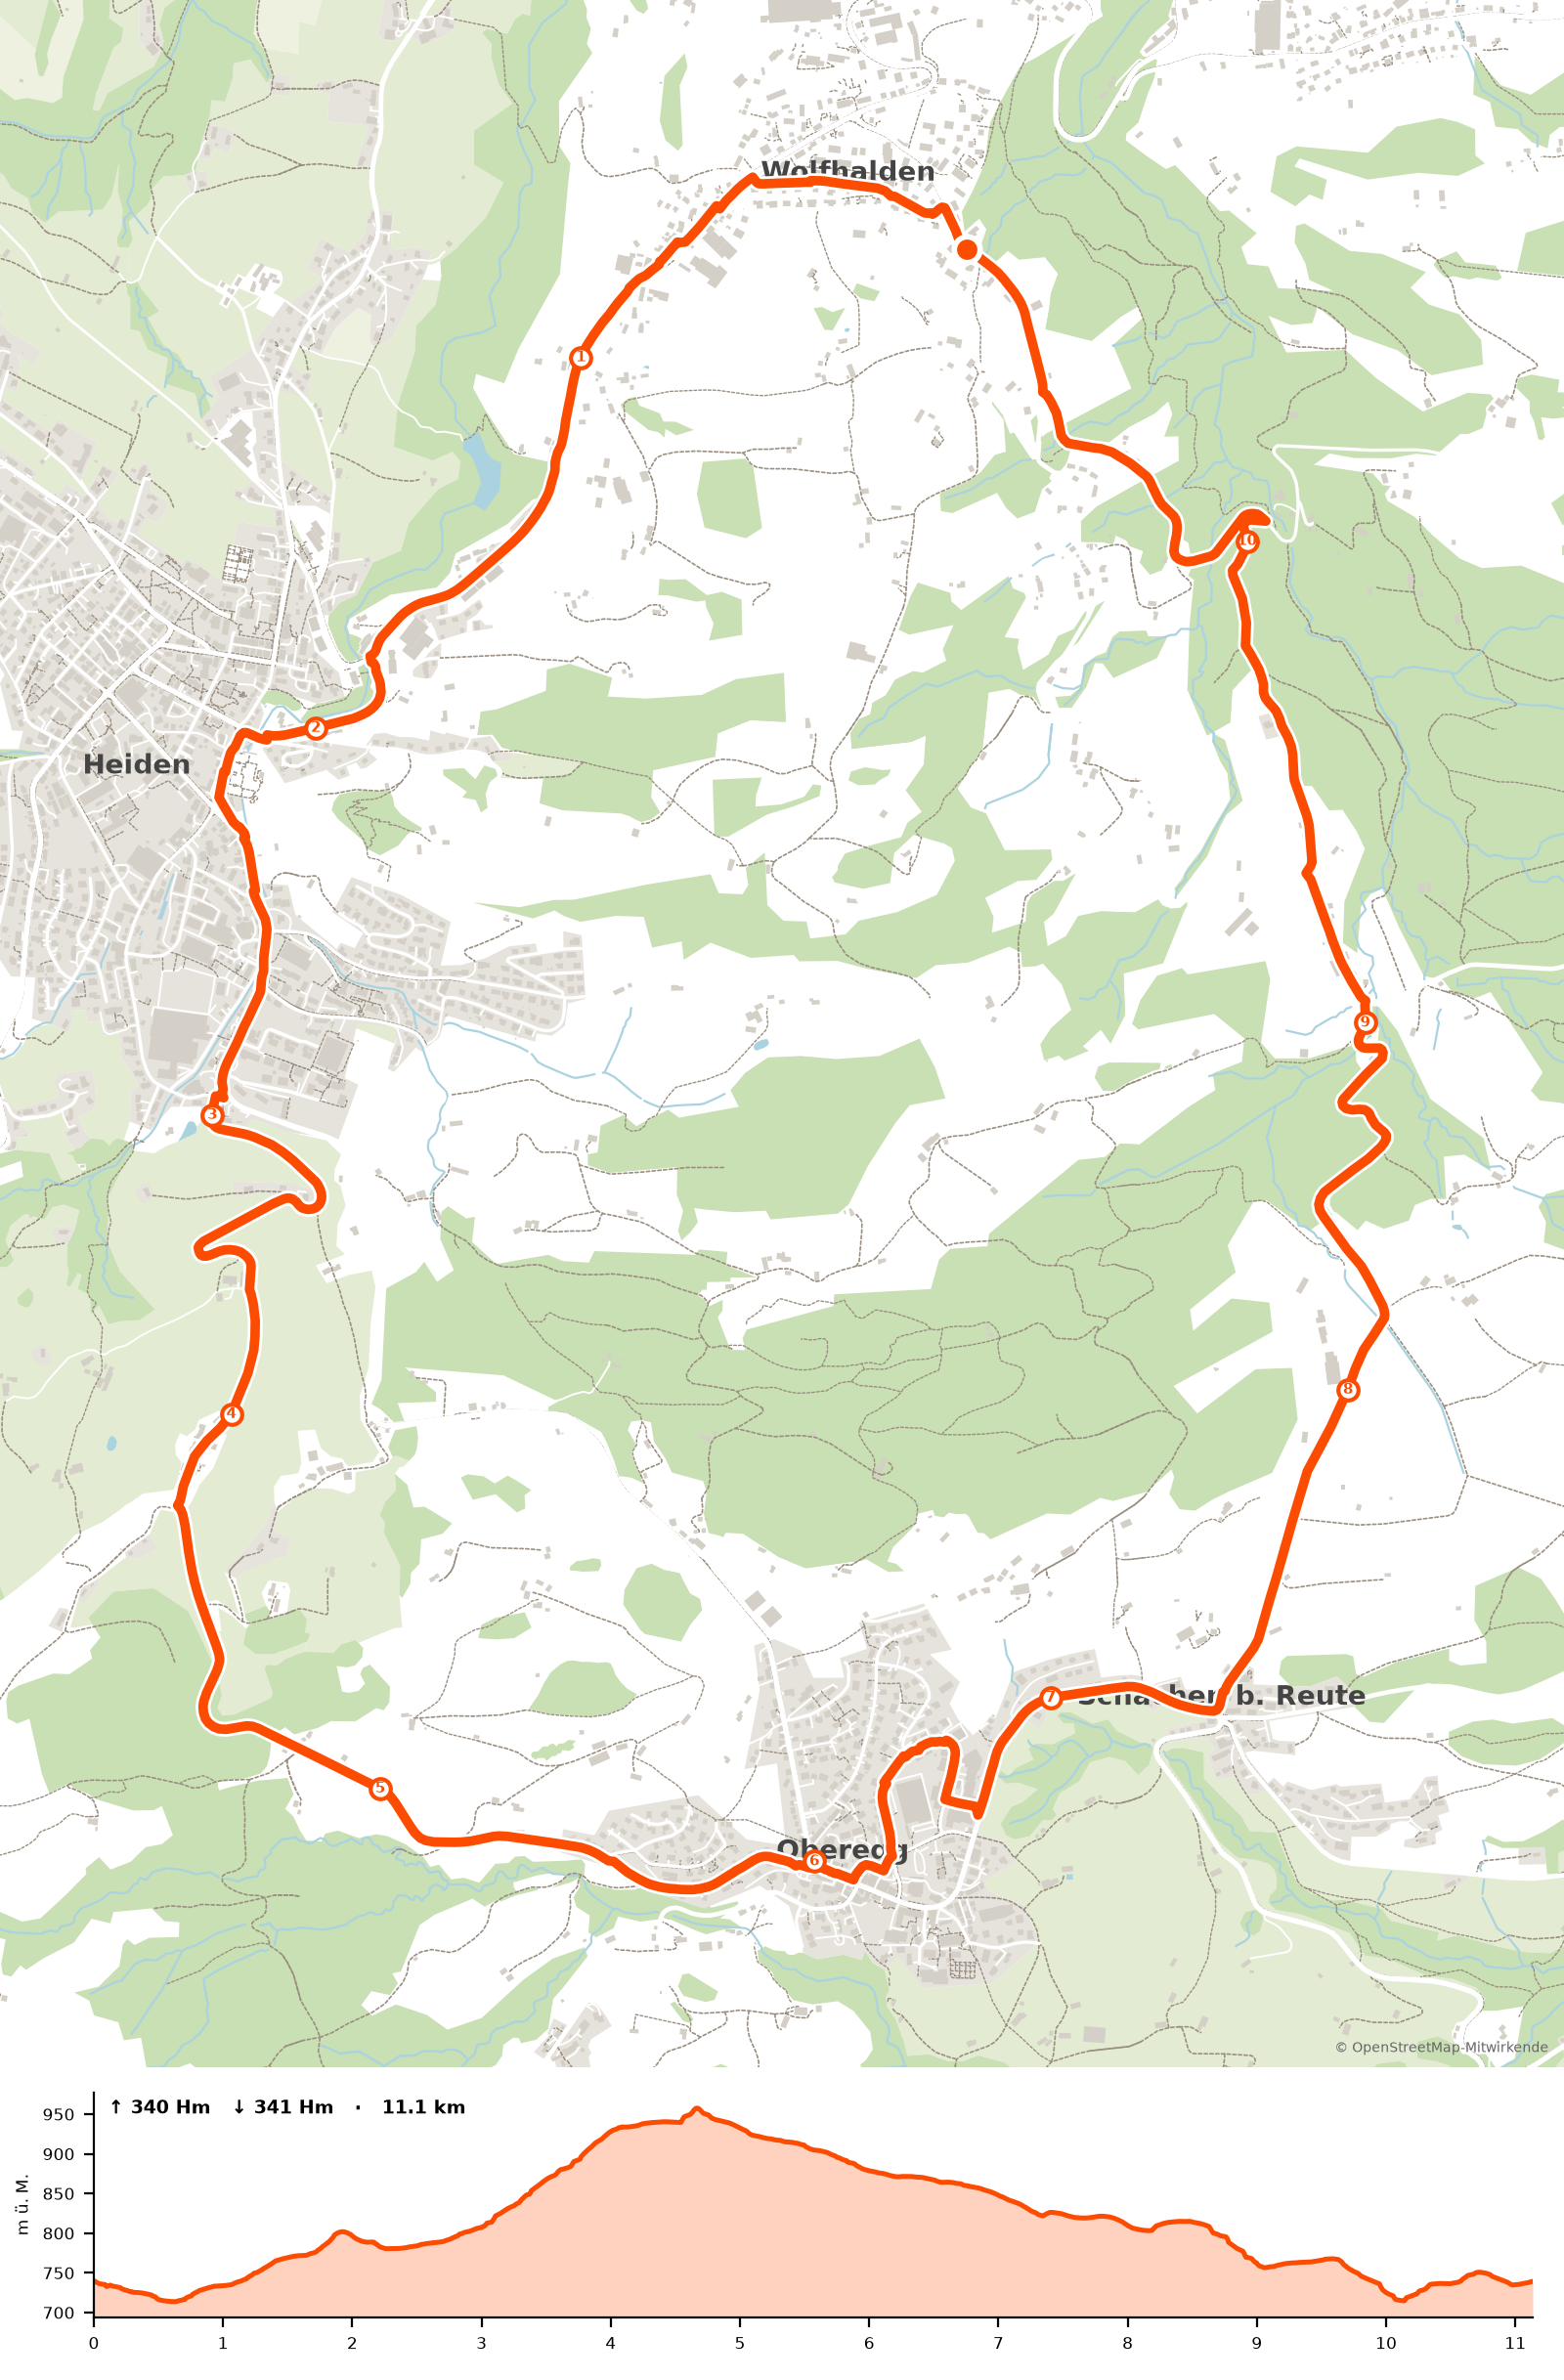 Wolfhalden
1
10
2
Heiden
9
3
8
4
7 Schachen b. Reute
5
Oberegg
6
© OpenStreetMap-Mitwirkende
↑ 340 Hm ↓ 341 Hm · 11.1 km
m ü. M.
950
900
850
800
750
700
0 1 2 3 4 5 6 7 8 9 10 11